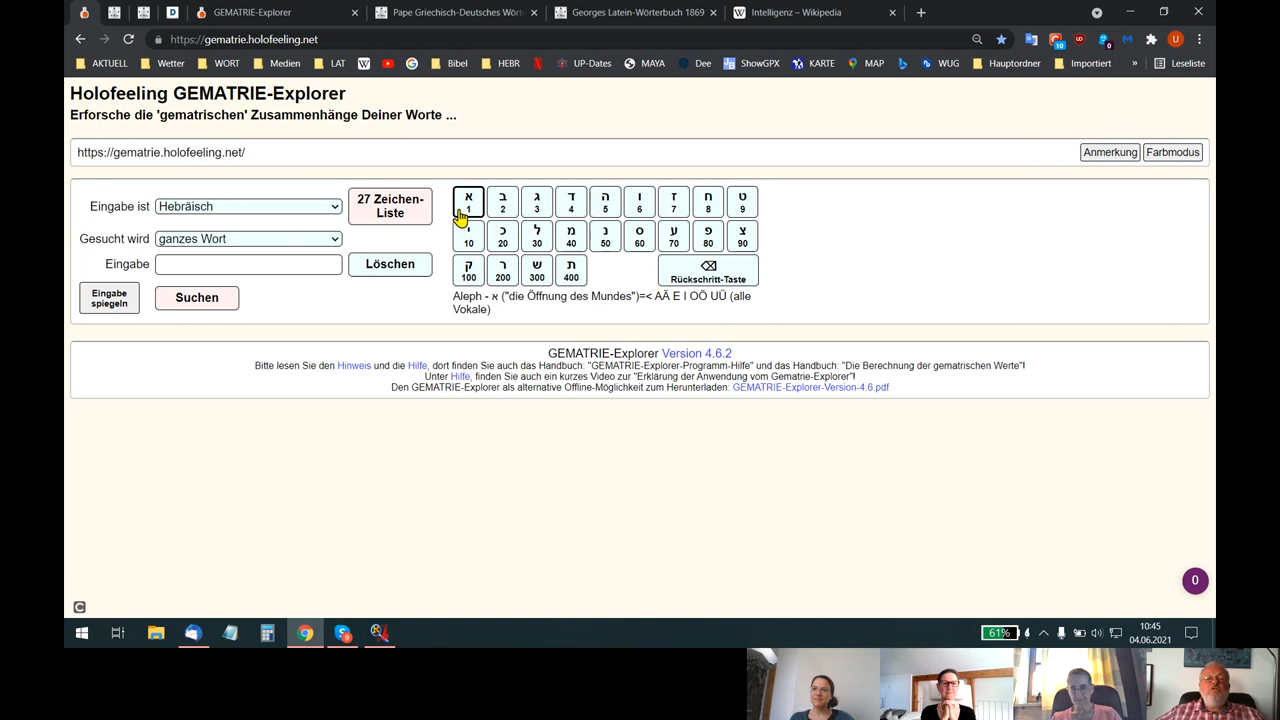 GEMATRIE-Explorer
Pape Griechisch-Deutsches Wört
Georges Latein-Wörterbuch 1869
Intelligenz – Wikipedia
https://gematrie.holofeeling.net
AKTUELL Wetter WORT Medien LAT Bibel HEBR UP-Dates MAYA Dee ShowGPX KARTE MAP WUG Hauptordner Importiert » Leseliste
Holofeeling GEMATRIE-Explorer
Erforsche die 'gematrischen' Zusammenhänge Deiner Worte ...
https://gematrie.holofeeling.net/ Anmerkung Farbmodus
Eingabe ist Hebräisch
27 Zeichen-
Liste
Gesucht wird ganzes Wort
Eingabe Löschen
Eingabe
spiegeln
Suchen
א ב ג ד ה ו ז ח ט
1 2 3 4 5 6 7 8 9
י כ ל מ נ ס ע פ צ
10 20 30 40 50 60 70 80 90
ק ר ש ת
100 200 300 400 Rückschritt-Taste
Aleph - א ("die Öffnung des Mundes")=< AÄ E I OÖ UÜ (alle
Vokale)
GEMATRIE-Explorer Version 4.6.2
Bitte lesen Sie den Hinweis und die Hilfe, dort finden Sie auch das Handbuch: "GEMATRIE-Explorer-Programm-Hilfe" und das Handbuch: "Die Berechnung der gematrischen Werte"!
Unter Hilfe, finden Sie auch ein kurzes Video zur "Erklärung der Anwendung vom Gematrie-Explorer"!
Den GEMATRIE-Explorer als alternative Offline-Möglichkeit zum Herunterladen: GEMATRIE-Explorer-Version-4.6.pdf
0
61%
10:45
04.06.2021